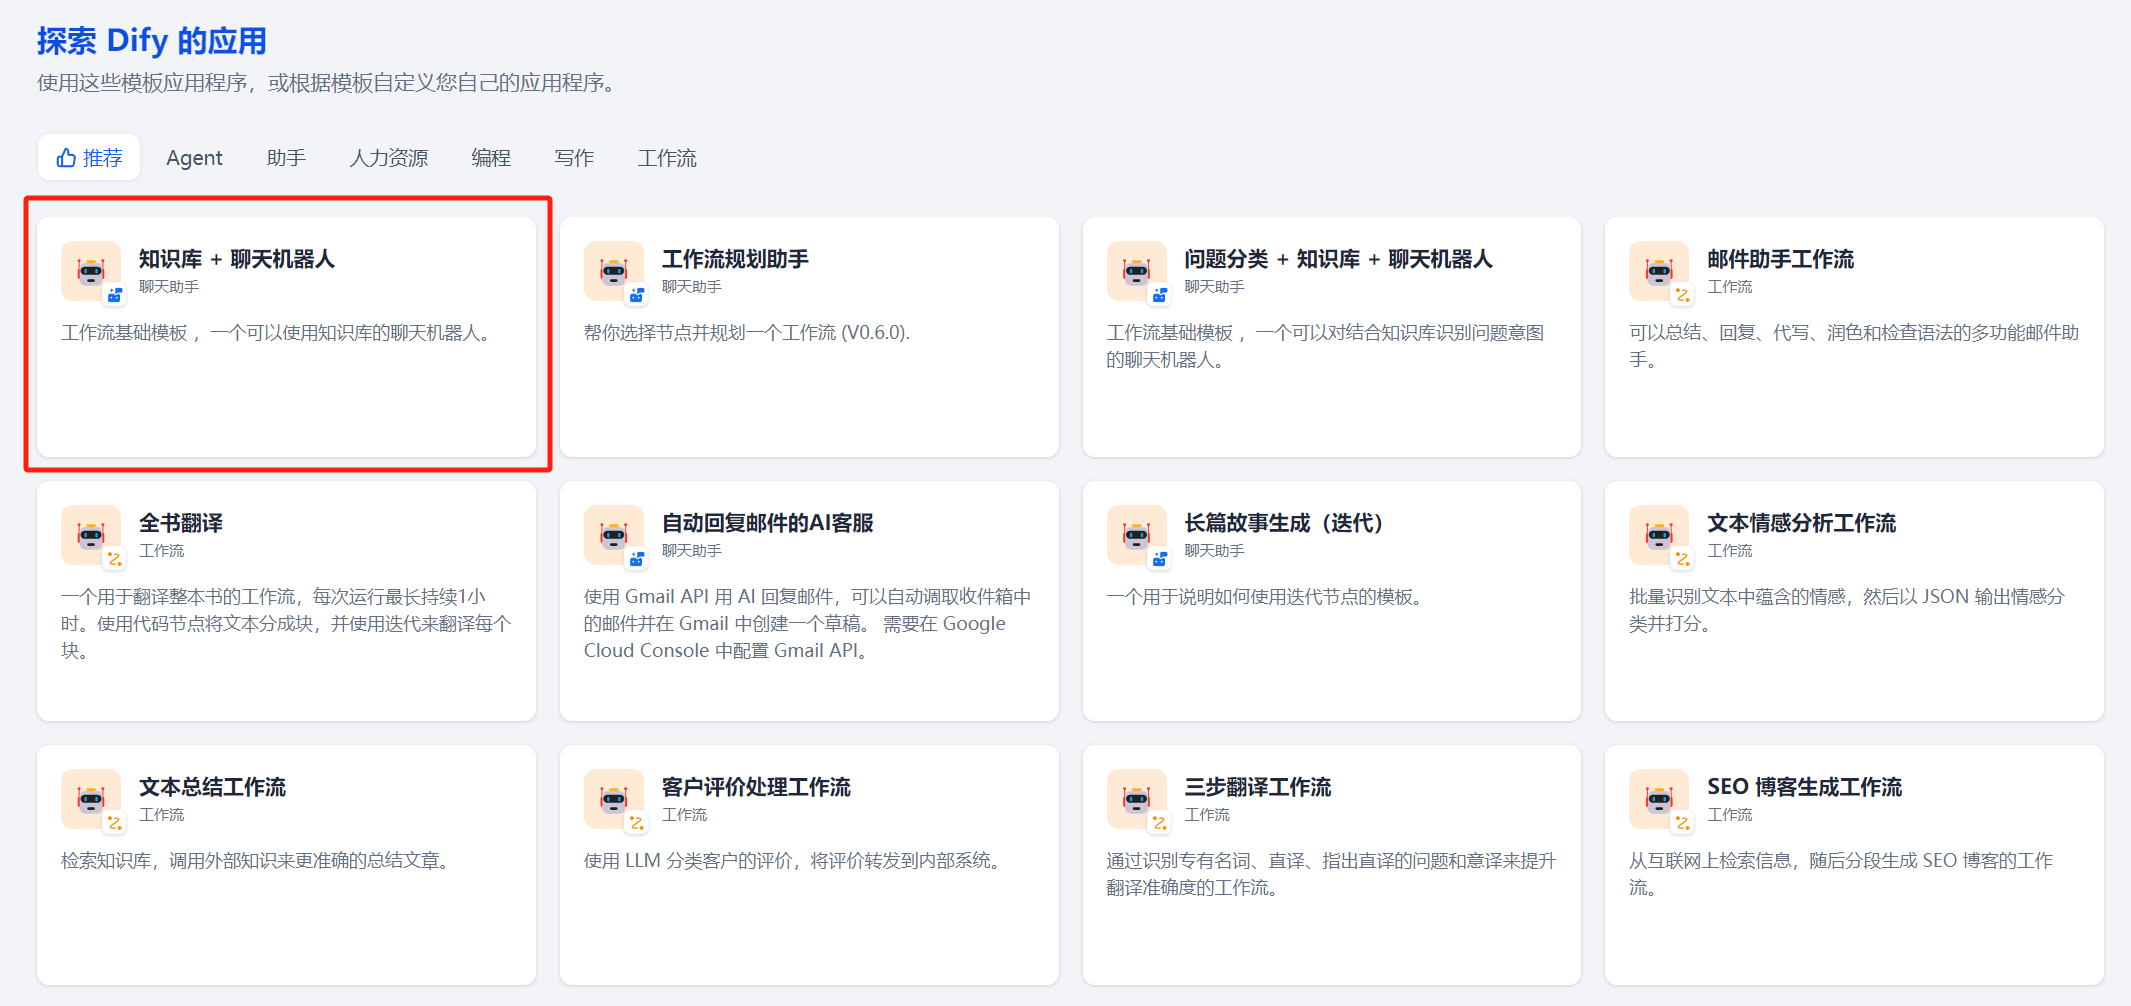 探索 Dify 的应用
使用这些模板应用程序，或根据模板自定义您自己的应用程序。
推荐
Agent
助手
人力资源
编程
写作
工作流
知识库 + 聊天机器人
聊天助手
工作流基础模板 ，一个可以使用知识库的聊天机器人。
工作流规划助手
聊天助手
帮你选择节点并规划一个工作流 (V0.6.0).
问题分类 + 知识库 + 聊天机器人
聊天助手
工作流基础模板 ，一个可以对结合知识库识别问题意图
的聊天机器人。
邮件助手工作流
工作流
可以总结、回复、代写、润色和检查语法的多功能邮件助
手。
全书翻译
工作流
一个用于翻译整本书的工作流，每次运行最长持续1小
时。使用代码节点将文本分成块，并使用迭代来翻译每个
块。
自动回复邮件的AI客服
聊天助手
使用 Gmail API 用 AI 回复邮件，可以自动调取收件箱中
的邮件并在 Gmail 中创建一个草稿。 需要在 Google
Cloud Console 中配置 Gmail API。
长篇故事生成（迭代）
聊天助手
一个用于说明如何使用迭代节点的模板。
文本情感分析工作流
工作流
批量识别文本中蕴含的情感，然后以 JSON 输出情感分
类并打分。
文本总结工作流
工作流
检索知识库，调用外部知识来更准确的总结文章。
客户评价处理工作流
工作流
使用 LLM 分类客户的评价，将评价转发到内部系统。
三步翻译工作流
工作流
通过识别专有名词、直译、指出直译的问题和意译来提升
翻译准确度的工作流。
SEO 博客生成工作流
工作流
从互联网上检索信息，随后分段生成 SEO 博客的工作
流。